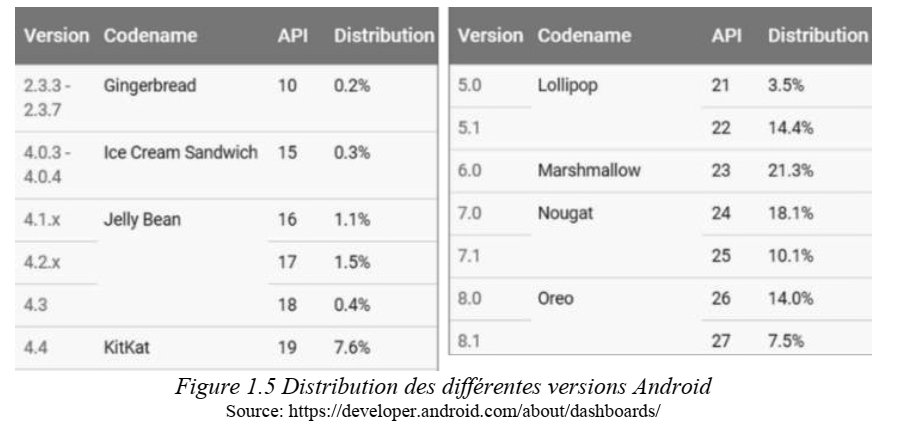 Version Codename API Distribution
2.3.3 - Gingerbread 10 0.2%
2.3.7
4.0.3 - Ice Cream Sandwich 15 0.3%
4.0.4
4.1.x Jelly Bean 16 1.1%
4.2.x 17 1.5%
4.3 18 0.4%
4.4 KitKat 19 7.6%
Version Codename API Distribution
5.0 Lollipop 21 3.5%
5.1 22 14.4%
6.0 Marshmallow 23 21.3%
7.0 Nougat 24 18.1%
7.1 25 10.1%
8.0 Oreo 26 14.0%
8.1 27 7.5%
Figure 1.5 Distribution des différentes versions Android
Source: https://developer.android.com/about/dashboards/